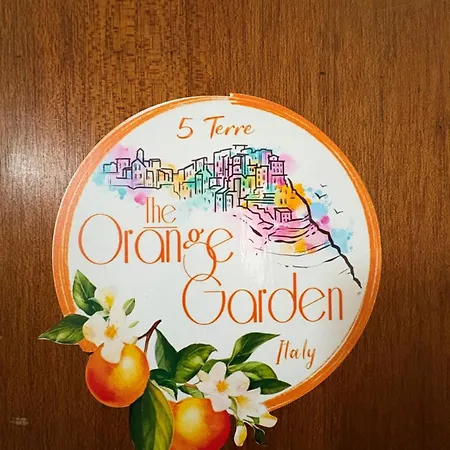 5 Terre
The
Orange
Garden
Italy